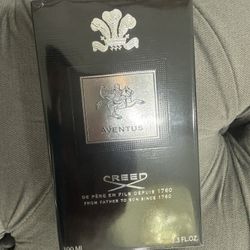 AVENTUS
CREED
DE PÈRE EN FILS DEPUIS 1760
FROM FATHER TO SON SINCE 1760
100 ML
3.3 FL.OZ.